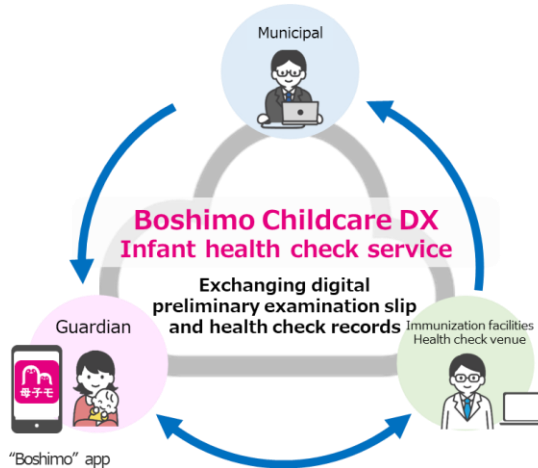 Municipal
Boshimo Childcare DX
Infant health check service
Exchanging digital
preliminary examination slip
and health check records
Guardian
母子モ
"Boshimo" app
Immunization facilities
Health check venue